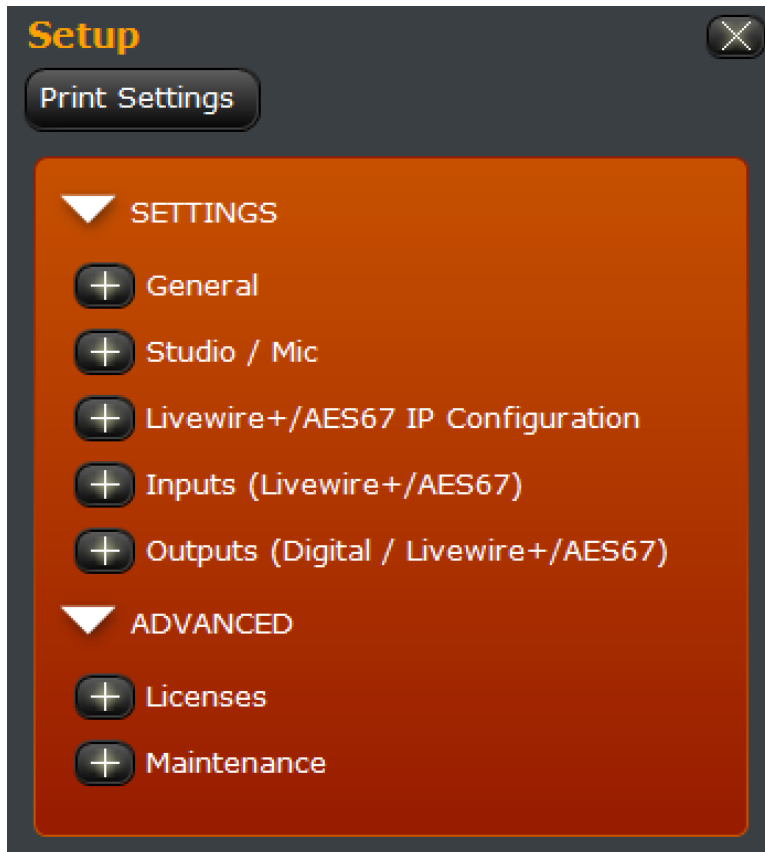 Setup
Print Settings
SETTINGS
General
Studio / Mic
Livewire+/AES67 IP Configuration
Inputs (Livewire+/AES67)
Outputs (Digital / Livewire+/AES67)
ADVANCED
Licenses
Maintenance